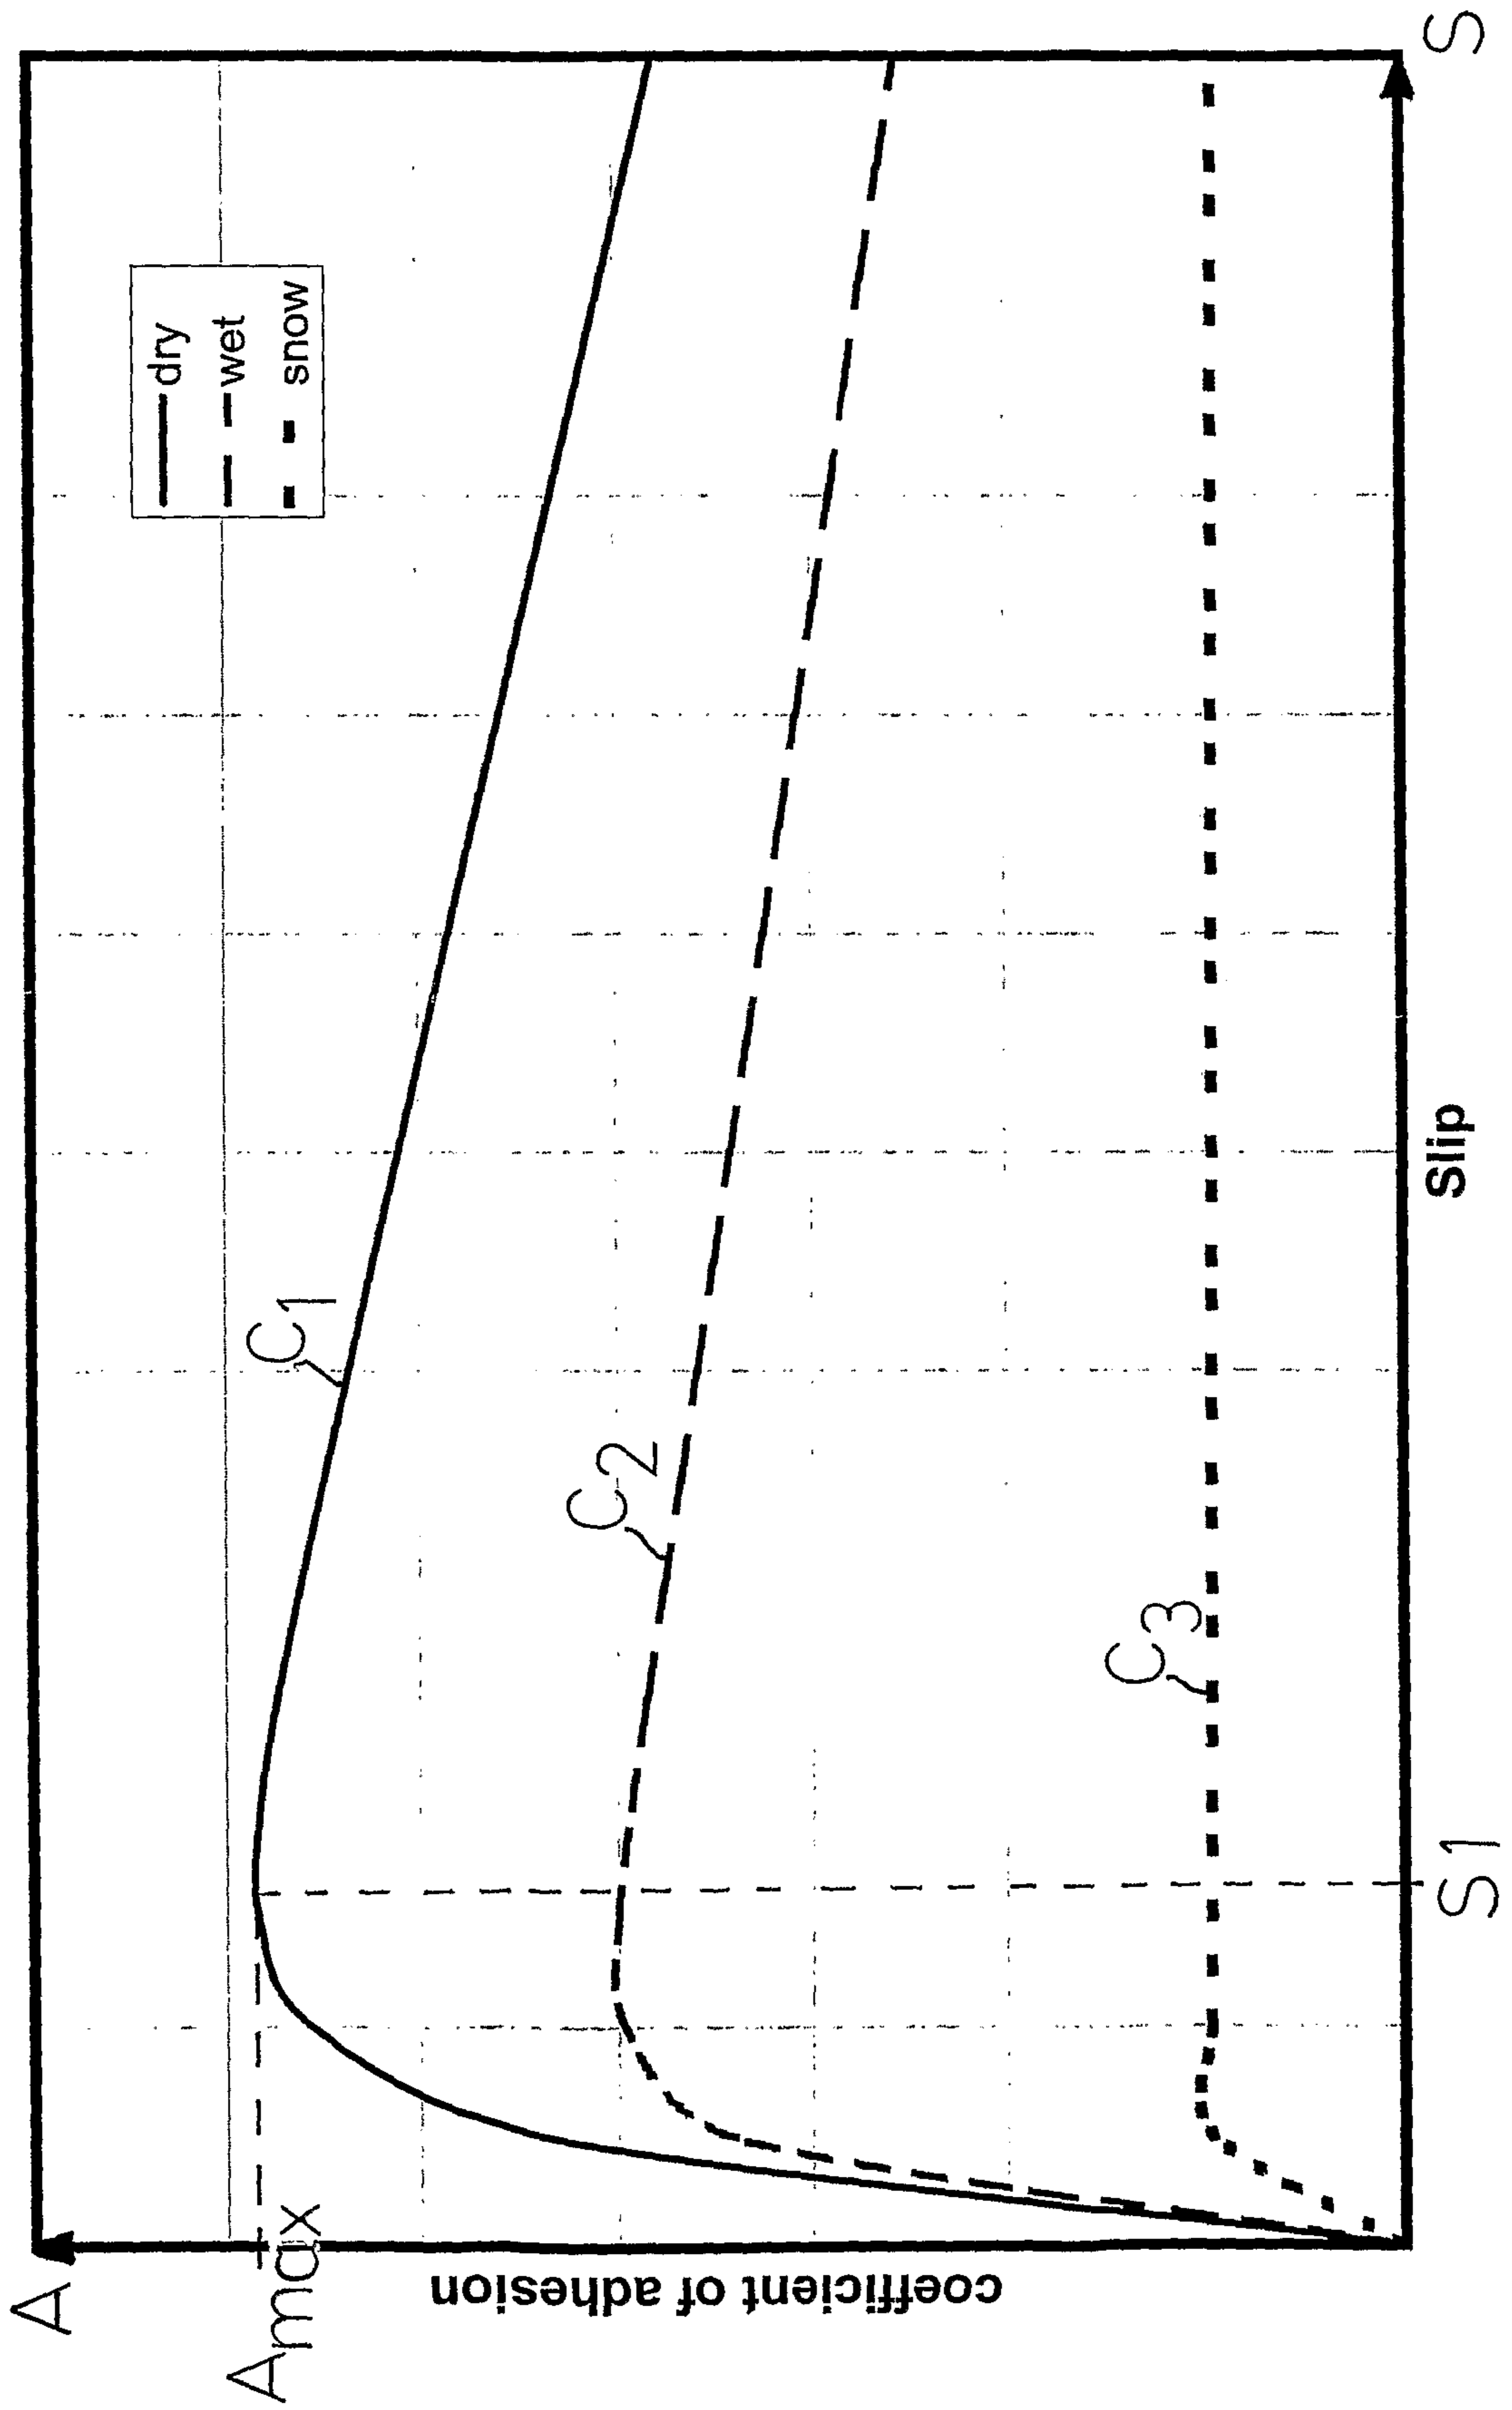 A
Amax
coefficient of adhesion
C1
C2
C3
dry
wet
snow
S1
Slip
S